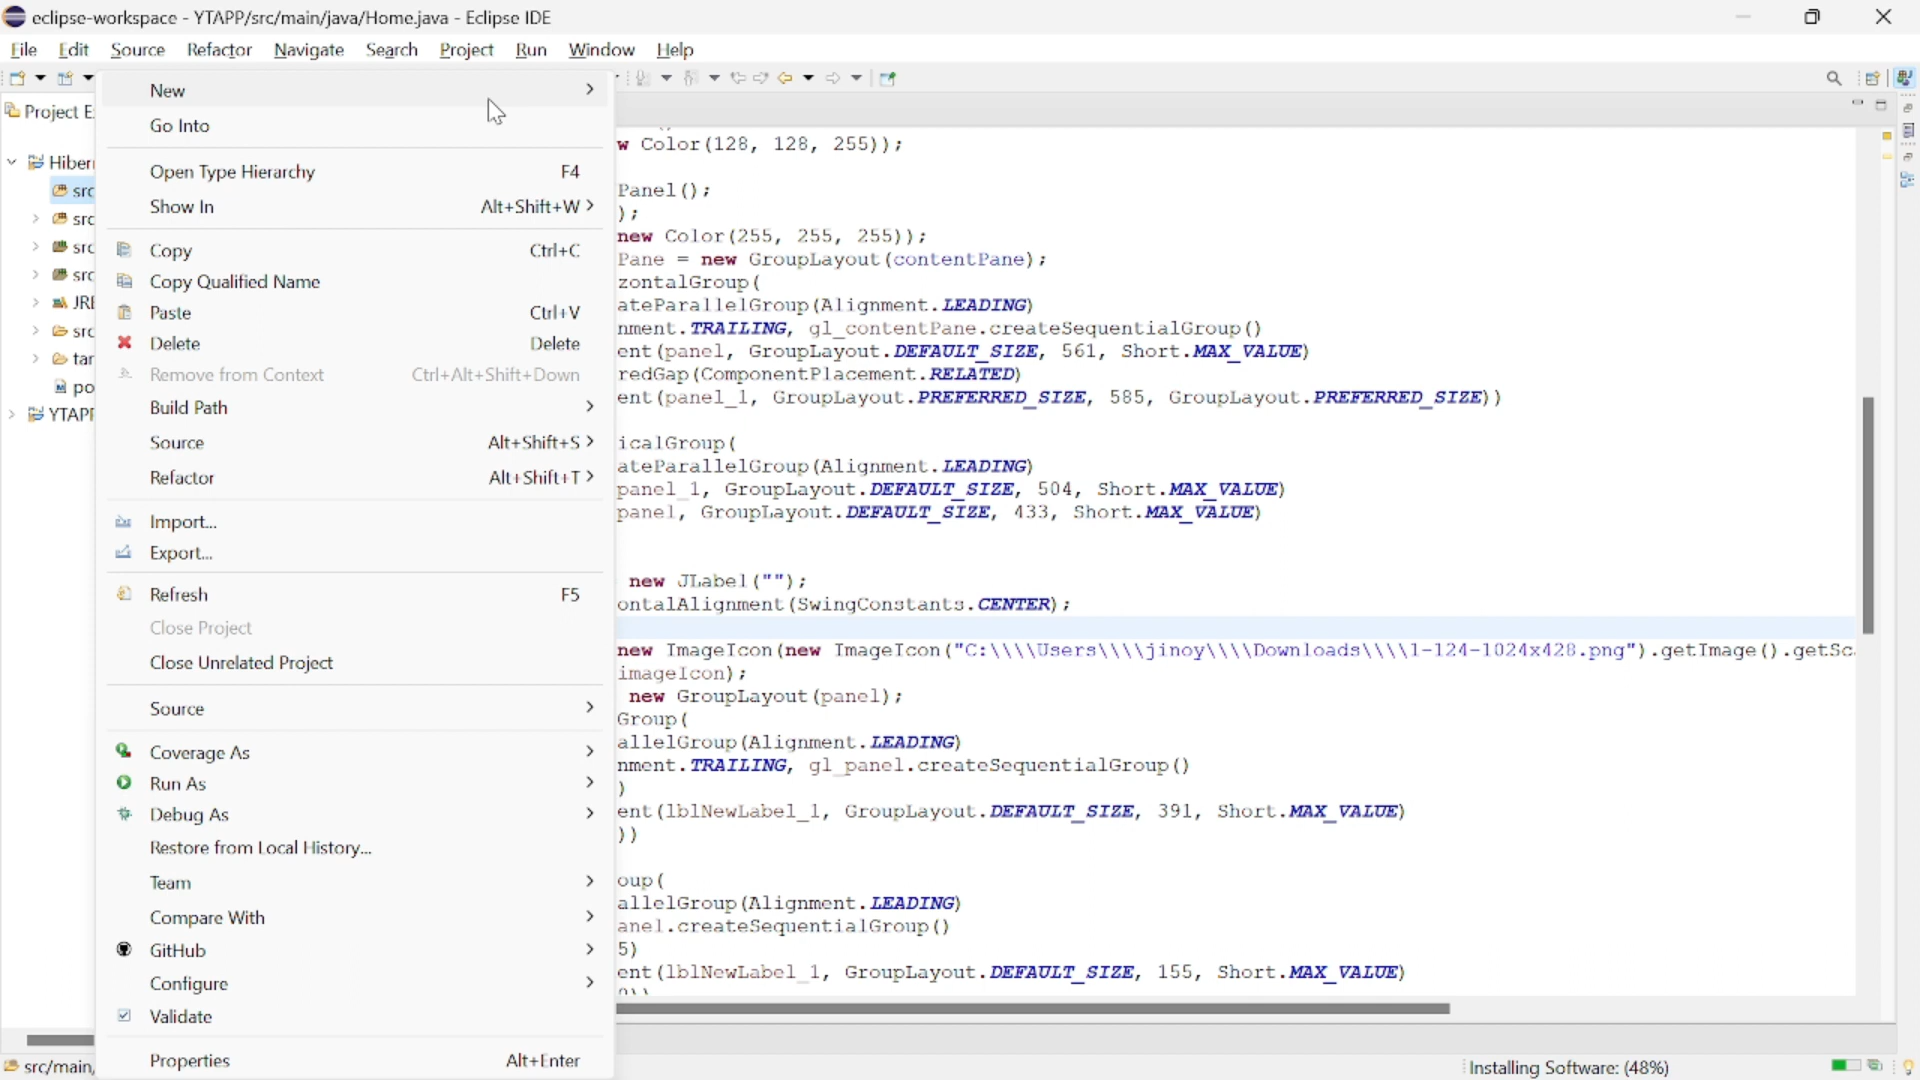 eclipse-workspace - YTAPP/src/main/java/Home.java - Eclipse IDE
File Edit Source Refactor Navigate Search Project Run Window Help
Project E
Hiber
src
src
src
src
JRE
src
tar
po
YTAPP
New
Go Into
Open Type Hierarchy F4
Show In Alt+Shift+W
Copy Ctrl+C
Copy Qualified Name
Paste Ctrl+V
Delete Delete
Remove from Context Ctrl+Alt+Shift+Down
Build Path
Source Alt+Shift+S
Refactor Alt+Shift+T
Import...
Export...
Refresh F5
Close Project
Close Unrelated Project
Source
Coverage As
Run As
Debug As
Restore from Local History...
Team
Compare With
GitHub
Configure
Validate
Properties Alt+Enter
w Color(128, 128, 255));
Panel();
);
new Color(255, 255, 255));
Pane = new GroupLayout(contentPane);
zontalGroup(
ateParallelGroup(Alignment.LEADING)
nment.TRAILING, gl_contentPane.createSequentialGroup()
ent(panel, GroupLayout.DEFAULT_SIZE, 561, Short.MAX_VALUE)
redGap(ComponentPlacement.RELATED)
ent(panel_1, GroupLayout.PREFERRED_SIZE, 585, GroupLayout.PREFERRED_SIZE))
icalGroup(
ateParallelGroup(Alignment.LEADING)
panel_1, GroupLayout.DEFAULT_SIZE, 504, Short.MAX_VALUE)
panel, GroupLayout.DEFAULT_SIZE, 433, Short.MAX_VALUE)
new JLabel("");
ontalAlignment(SwingConstants.CENTER);
new ImageIcon(new ImageIcon("C:\\\\Users\\\\jinoy\\\\Downloads\\\\1-124-1024x428.png").getImage().getSc
imageIcon);
new GroupLayout(panel);
Group(
allelGroup(Alignment.LEADING)
nment.TRAILING, gl_panel.createSequentialGroup()
)
ent(lblNewLabel_1, GroupLayout.DEFAULT_SIZE, 391, Short.MAX_VALUE)
))
oup(
allelGroup(Alignment.LEADING)
anel.createSequentialGroup()
5)
ent(lblNewLabel_1, GroupLayout.DEFAULT_SIZE, 155, Short.MAX_VALUE)
src/main/
Installing Software: (48%)